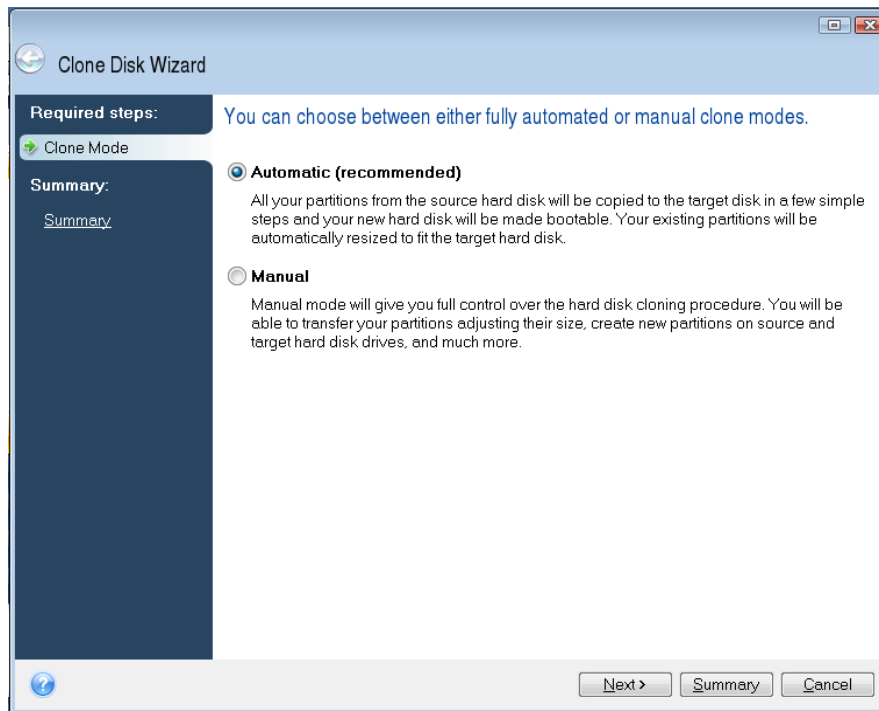 Clone Disk Wizard
Required steps:
Clone Mode
Summary:
Summary
You can choose between either fully automated or manual clone modes.
Automatic (recommended)
All your partitions from the source hard disk will be copied to the target disk in a few simple
steps and your new hard disk will be made bootable. Your existing partitions will be
automatically resized to fit the target hard disk.
Manual
Manual mode will give you full control over the hard disk cloning procedure. You will be
able to transfer your partitions adjusting their size, create new partitions on source and
target hard disk drives, and much more.
? Next > Summary Cancel